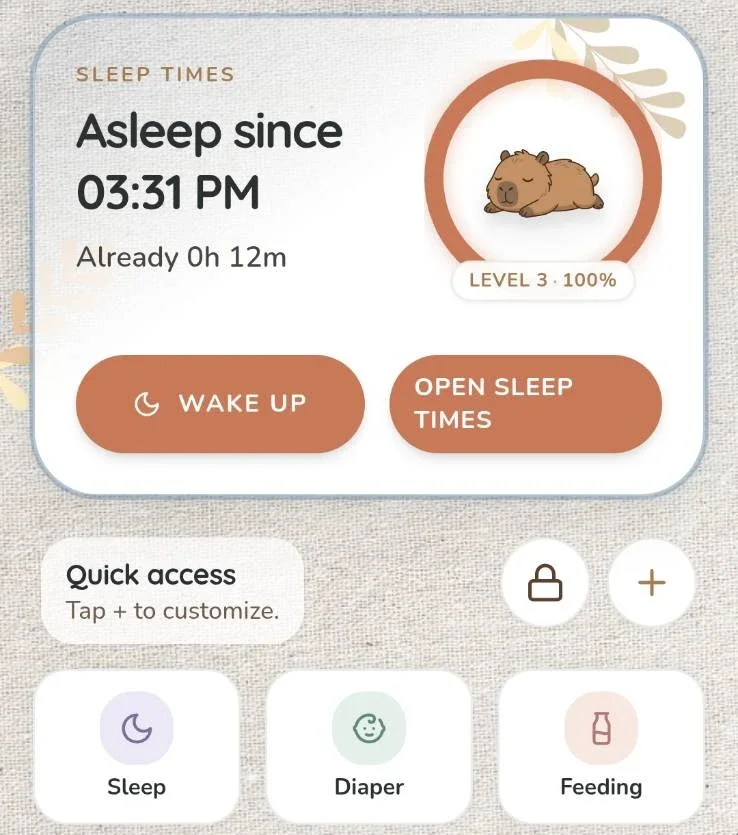 SLEEP TIMES
Asleep since
03:31 PM
Already 0h 12m
LEVEL 3 · 100%
WAKE UP
OPEN SLEEP
TIMES
Quick access
Tap + to customize.
Sleep
Diaper
Feeding